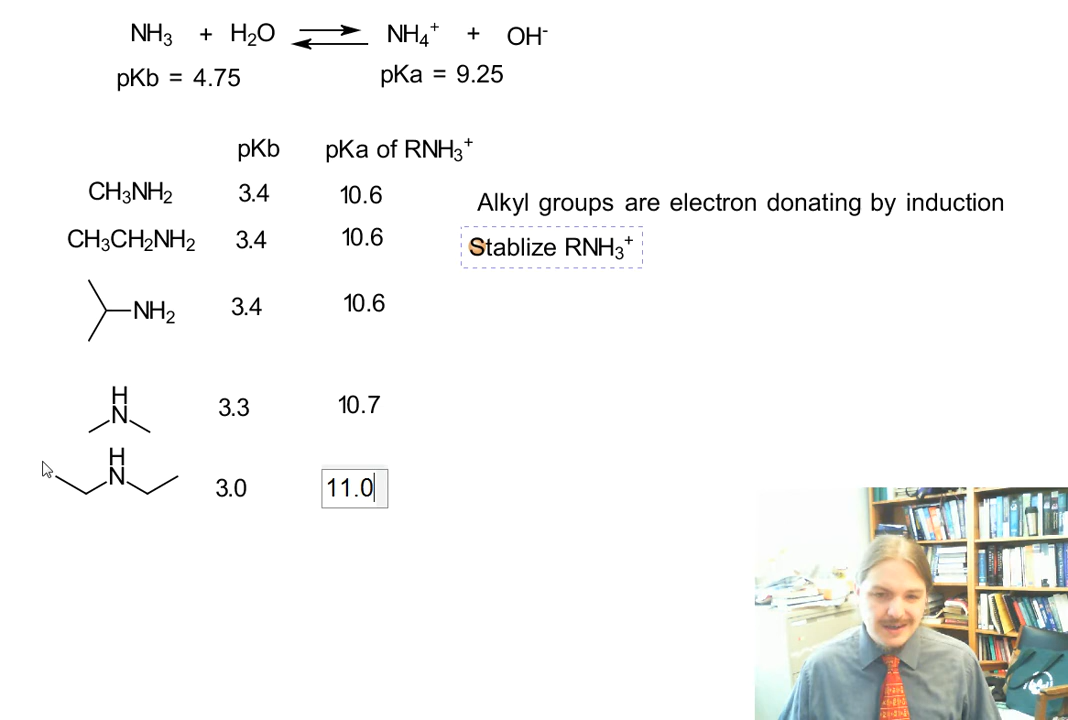 NH3 + H2O ⇌ NH4+ + OH-
pKb = 4.75 pKa = 9.25
pKb pKa of RNH3+
CH3NH2 3.4 10.6 Alkyl groups are electron donating by induction
CH3CH2NH2 3.4 10.6 Stablize RNH3+
NH2 3.4 10.6
H
N 3.3 10.7
H
N 3.0 11.0